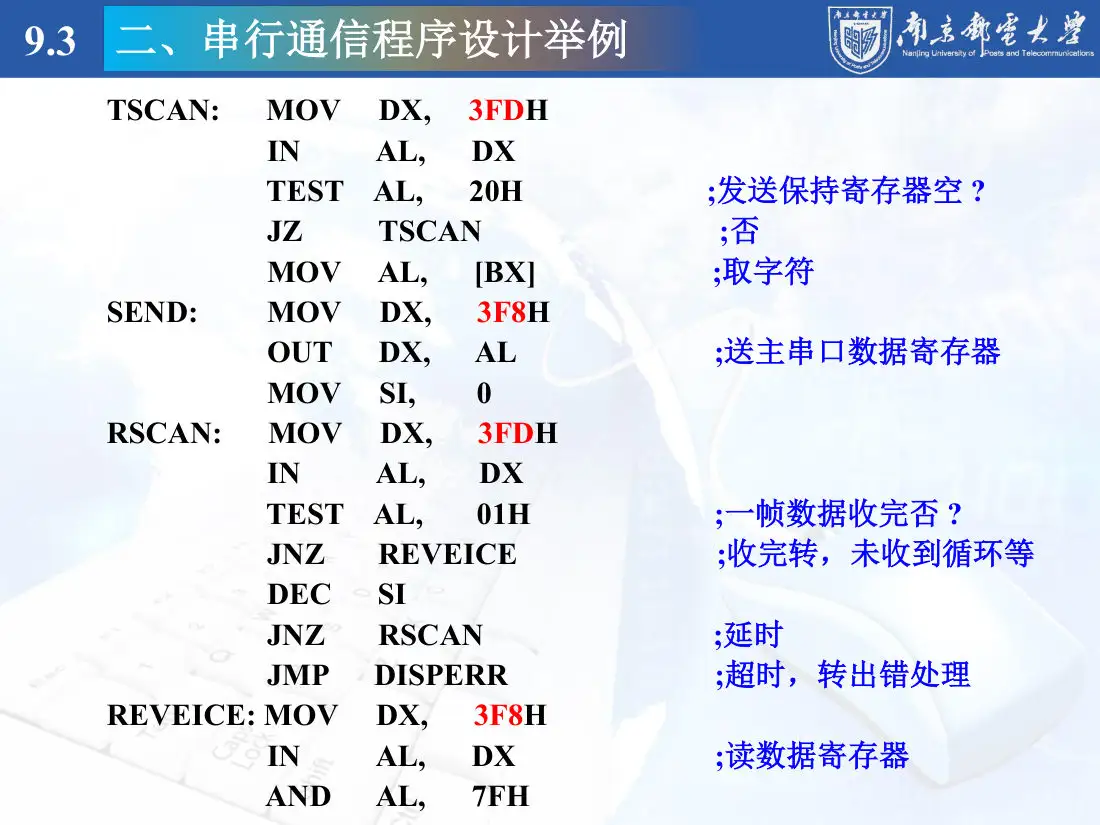 9.3 二、串行通信程序设计举例
南京邮电大学
Nanjing University of Posts and Telecommunications
TSCAN: MOV DX, 3FDH
IN AL, DX
TEST AL, 20H ;发送保持寄存器空？
JZ TSCAN ;否
MOV AL, [BX] ;取字符
SEND: MOV DX, 3F8H
OUT DX, AL ;送主串口数据寄存器
MOV SI, 0
RSCAN: MOV DX, 3FDH
IN AL, DX
TEST AL, 01H ;一帧数据收完否？
JNZ REVEICE ;收完转，未收到循环等
DEC SI
JNZ RSCAN ;延时
JMP DISPERR ;超时，转出错处理
REVEICE: MOV DX, 3F8H
IN AL, DX ;读数据寄存器
AND AL, 7FH